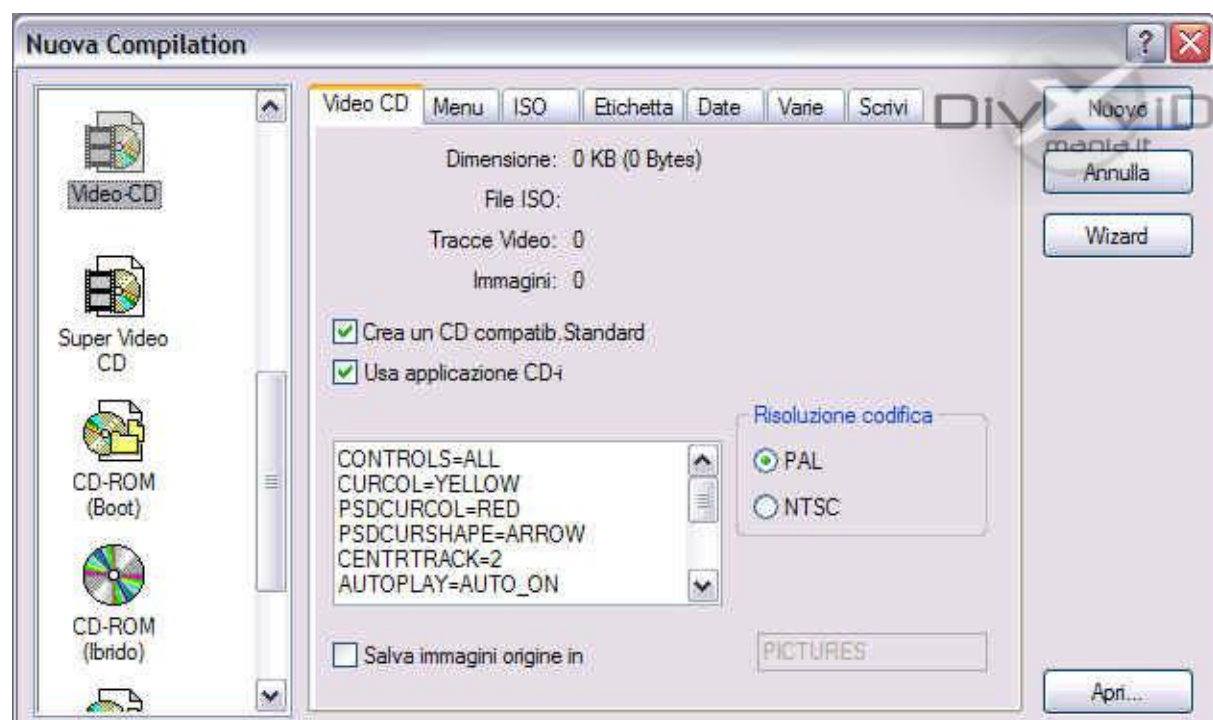 Nuova Compilation
Video-CD
Super Video
CD
CD-ROM
(Boot)
CD-ROM
(Ibrido)
Video CD
Menu
ISO
Etichetta
Date
Varie
Scrivi
Dimensione: 0 KB (0 Bytes)
File ISO:
Tracce Video: 0
Immagini: 0
Crea un CD compatib.Standard
Usa applicazione CD-i
CONTROLS=ALL
CURCOL=YELLOW
PSDCURCOL=RED
PSDCURSHAPE=ARROW
CENTRTRACK=2
AUTOPLAY=AUTO_ON
Risoluzione codifica
PAL
NTSC
Salva immagini origine in
PICTURES
Nuovo
Annulla
Wizard
Apri...
mania.it